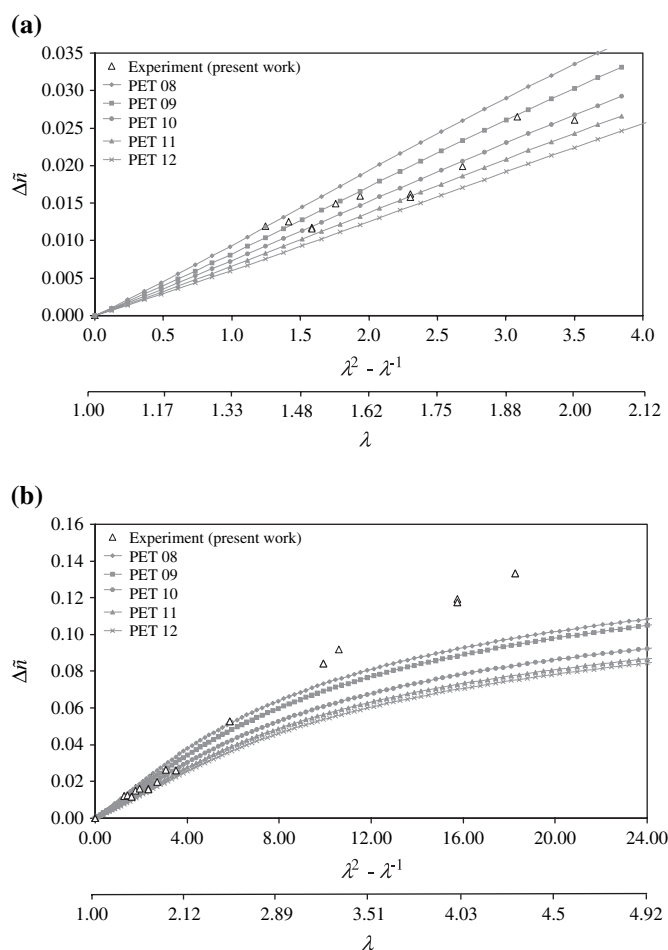 (a)
0.035
0.030
0.025
0.020
0.015
0.010
0.005
0.000
Δñ
Experiment (present work)
PET 08
PET 09
PET 10
PET 11
PET 12
0.0 0.5 1.0 1.5 2.0 2.5 3.0 3.5 4.0
λ² - λ⁻¹
1.00 1.17 1.33 1.48 1.62 1.75 1.88 2.00 2.12
λ
(b)
0.16
0.14
0.12
0.10
0.08
0.06
0.04
0.02
0.00
Δñ
Experiment (present work)
PET 08
PET 09
PET 10
PET 11
PET 12
0.00 4.00 8.00 12.00 16.00 20.00 24.00
λ² - λ⁻¹
1.00 2.12 2.89 3.51 4.03 4.5 4.92
λ